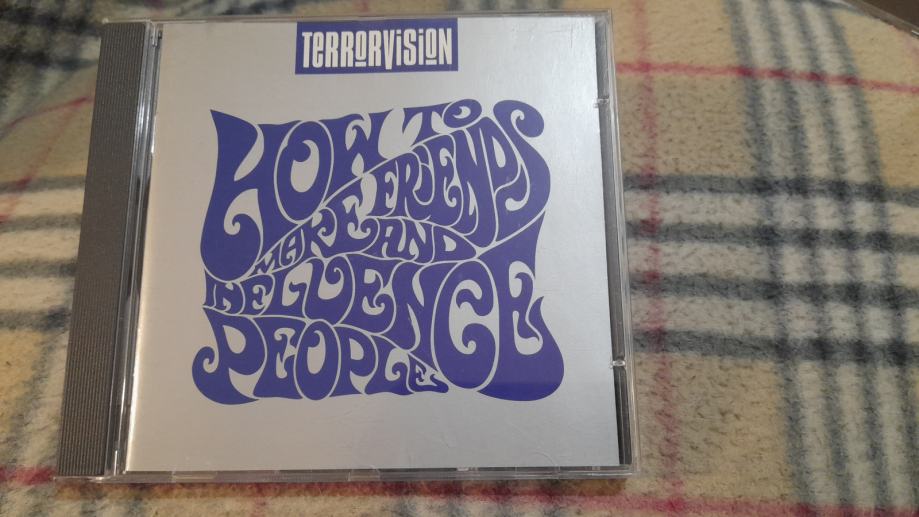 TERRORVISION
HOW TO
MAKE FRIENDS
AND
INFLUENCE
PEOPLE